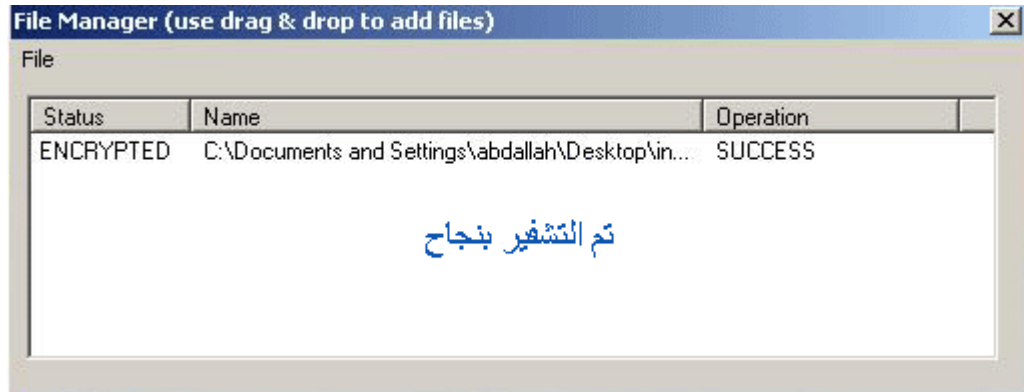 File Manager (use drag & drop to add files)
File
Status Name Operation
ENCRYPTED C:\Documents and Settings\abdallah\Desktop\in... SUCCESS
تم التشفير بنجاح